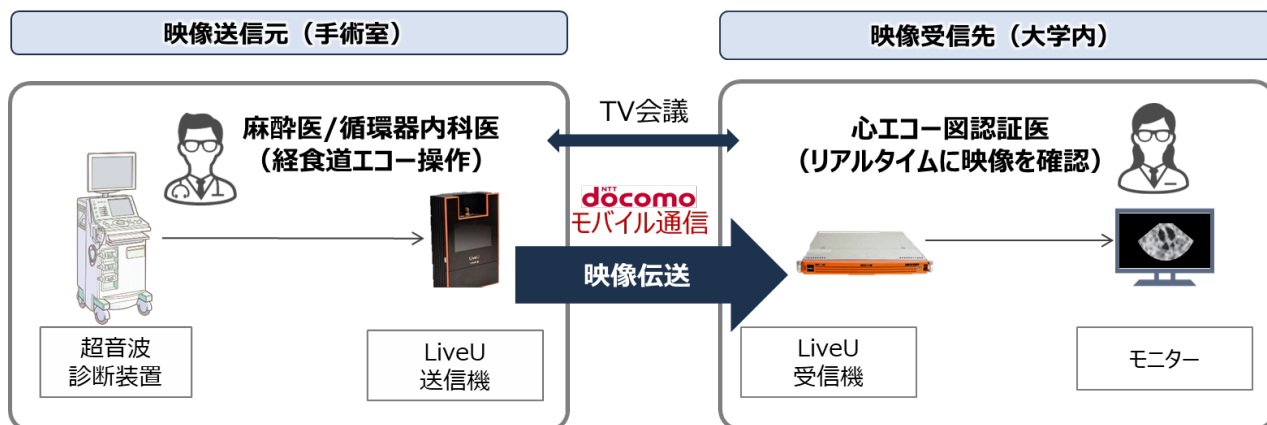 映像送信元（手術室）
映像受信先（大学内）
麻酔医/循環器内科医
（経食道エコー操作）
TV会議
心エコー図認証医
（リアルタイムに映像を確認）
NTT
döcomo
モバイル通信
LiveU
映像伝送
超音波
診断装置
LiveU
送信機
LiveU
受信機
モニター